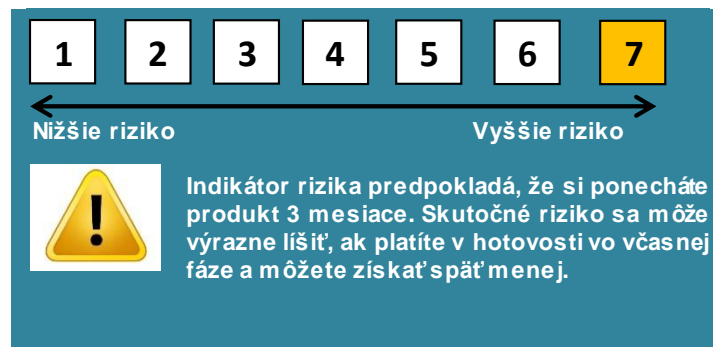 1 2 3 4 5 6 7
Nižšie riziko Vyššie riziko
Indikátor rizika predpokladá, že si ponecháte
produkt 3 mesiace. Skutočné riziko sa môže
výrazne líšiť, ak platíte v hotovosti vo včasnej
fáze a môžete získať späť menej.